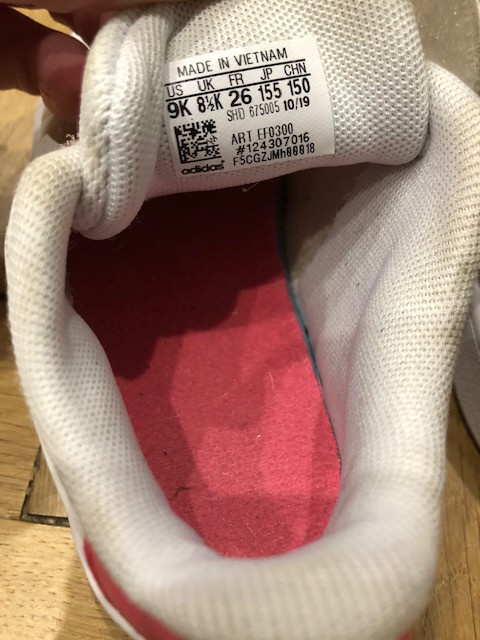 MADE IN VIETNAM
US UK FR JP CHN
9K 8½K 26 155 150
SHD 675005 10/19
ART EF0300
#124307016
F5CGZJMh00018
adidas